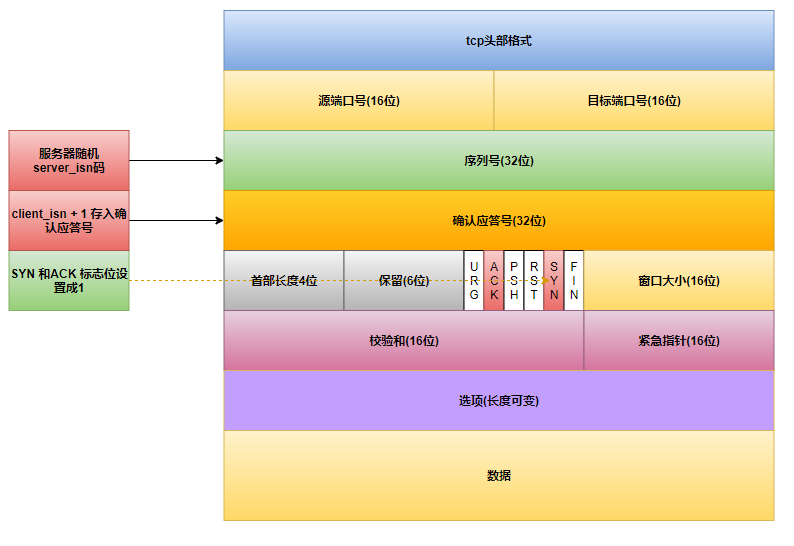 tcp头部格式
源端口号(16位)
目标端口号(16位)
服务器随机
server_isn码
序列号(32位)
client_isn + 1 存入确
认应答号
确认应答号(32位)
SYN 和ACK 标志位设
置成1
首部长度4位
保留(6位)
URG
ACK
PSH
RST
SYN
FIN
窗口大小(16位)
校验和(16位)
紧急指针(16位)
选项(长度可变)
数据